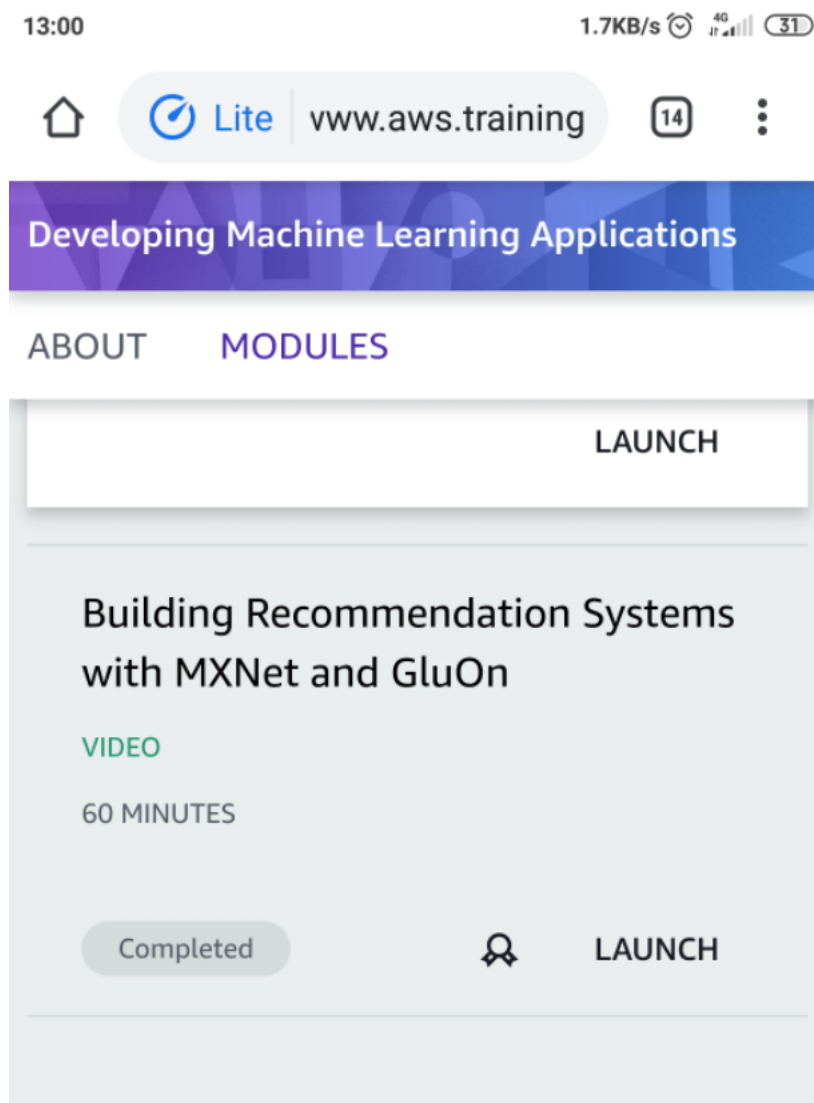 13:00 1.7KB/s 4G 31
Lite vww.aws.training 14
Developing Machine Learning Applications
ABOUT MODULES
LAUNCH
Building Recommendation Systems
with MXNet and GluOn
VIDEO
60 MINUTES
Completed LAUNCH